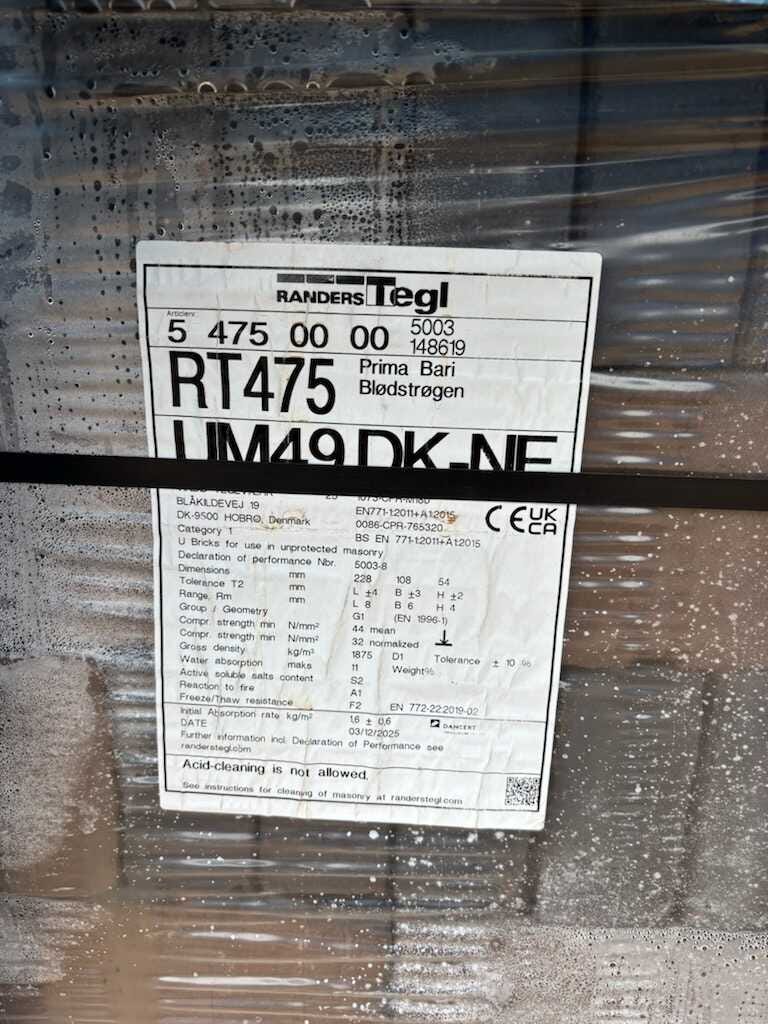 RANDERS Tegl
Articlenr.
5 475 00 00 5003
148619
RT475 Prima Bari
Blødstrøgen
UM49 DK-NF
BLÅKILDEVEJ 19 EN771-1:2011+A1:2015
DK-9500 HOBRO, Denmark 0086-CPR-765320
CE UK CA
Category 1 BS EN 771-1:2011+A1:2015
U Bricks for use in unprotected masonry
Declaration of performance Nbr. 5003-8
Dimensions mm 228 108 54
Tolerance T2 mm L ±4 B ±3 H ±2
Range, Rm mm L 8 B 6 H 4
Group / Geometry G1 (EN 1996-1)
Compr. strength min N/mm² 44 mean
Compr. strength min N/mm² 32 normalized
Gross density kg/m³ 1875 D1 Tolerance ± 10 %
Water absorption maks 11 Weight%
Active soluble salts content S2
Reaction to fire A1
Freeze/Thaw resistance F2 EN 772-22:2019-02
Initial Absorption rate kg/m² 1,6 ± 0,6
DANCERT
DATE 03/12/2025
Further information incl. Declaration of Performance see
randerstegl.com
Acid-cleaning is not allowed.
See instructions for cleaning of masonry at randerstegl.com